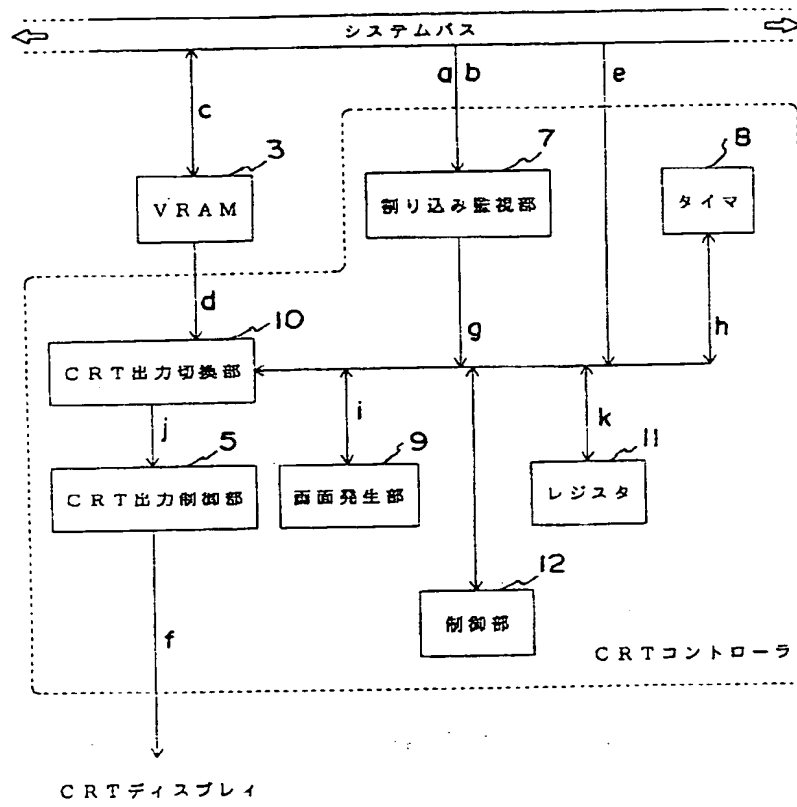 システムバス
a b
e
c
3
VRAM
7
割り込み監視部
8
タイマ
d
10
CRT出力切換部
g
h
j
i
k
5
CRT出力制御部
9
画面発生部
11
レジスタ
12
制御部
f
CRTコントローラ
CRTディスプレイ